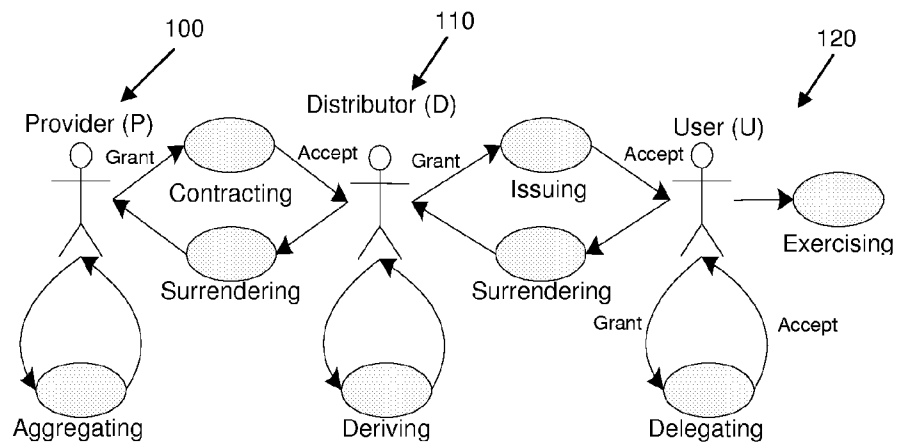 100
110
120
Provider (P)
Distributor (D)
User (U)
Grant
Accept
Grant
Accept
Contracting
Issuing
Exercising
Surrendering
Surrendering
Grant
Accept
Aggregating
Deriving
Delegating